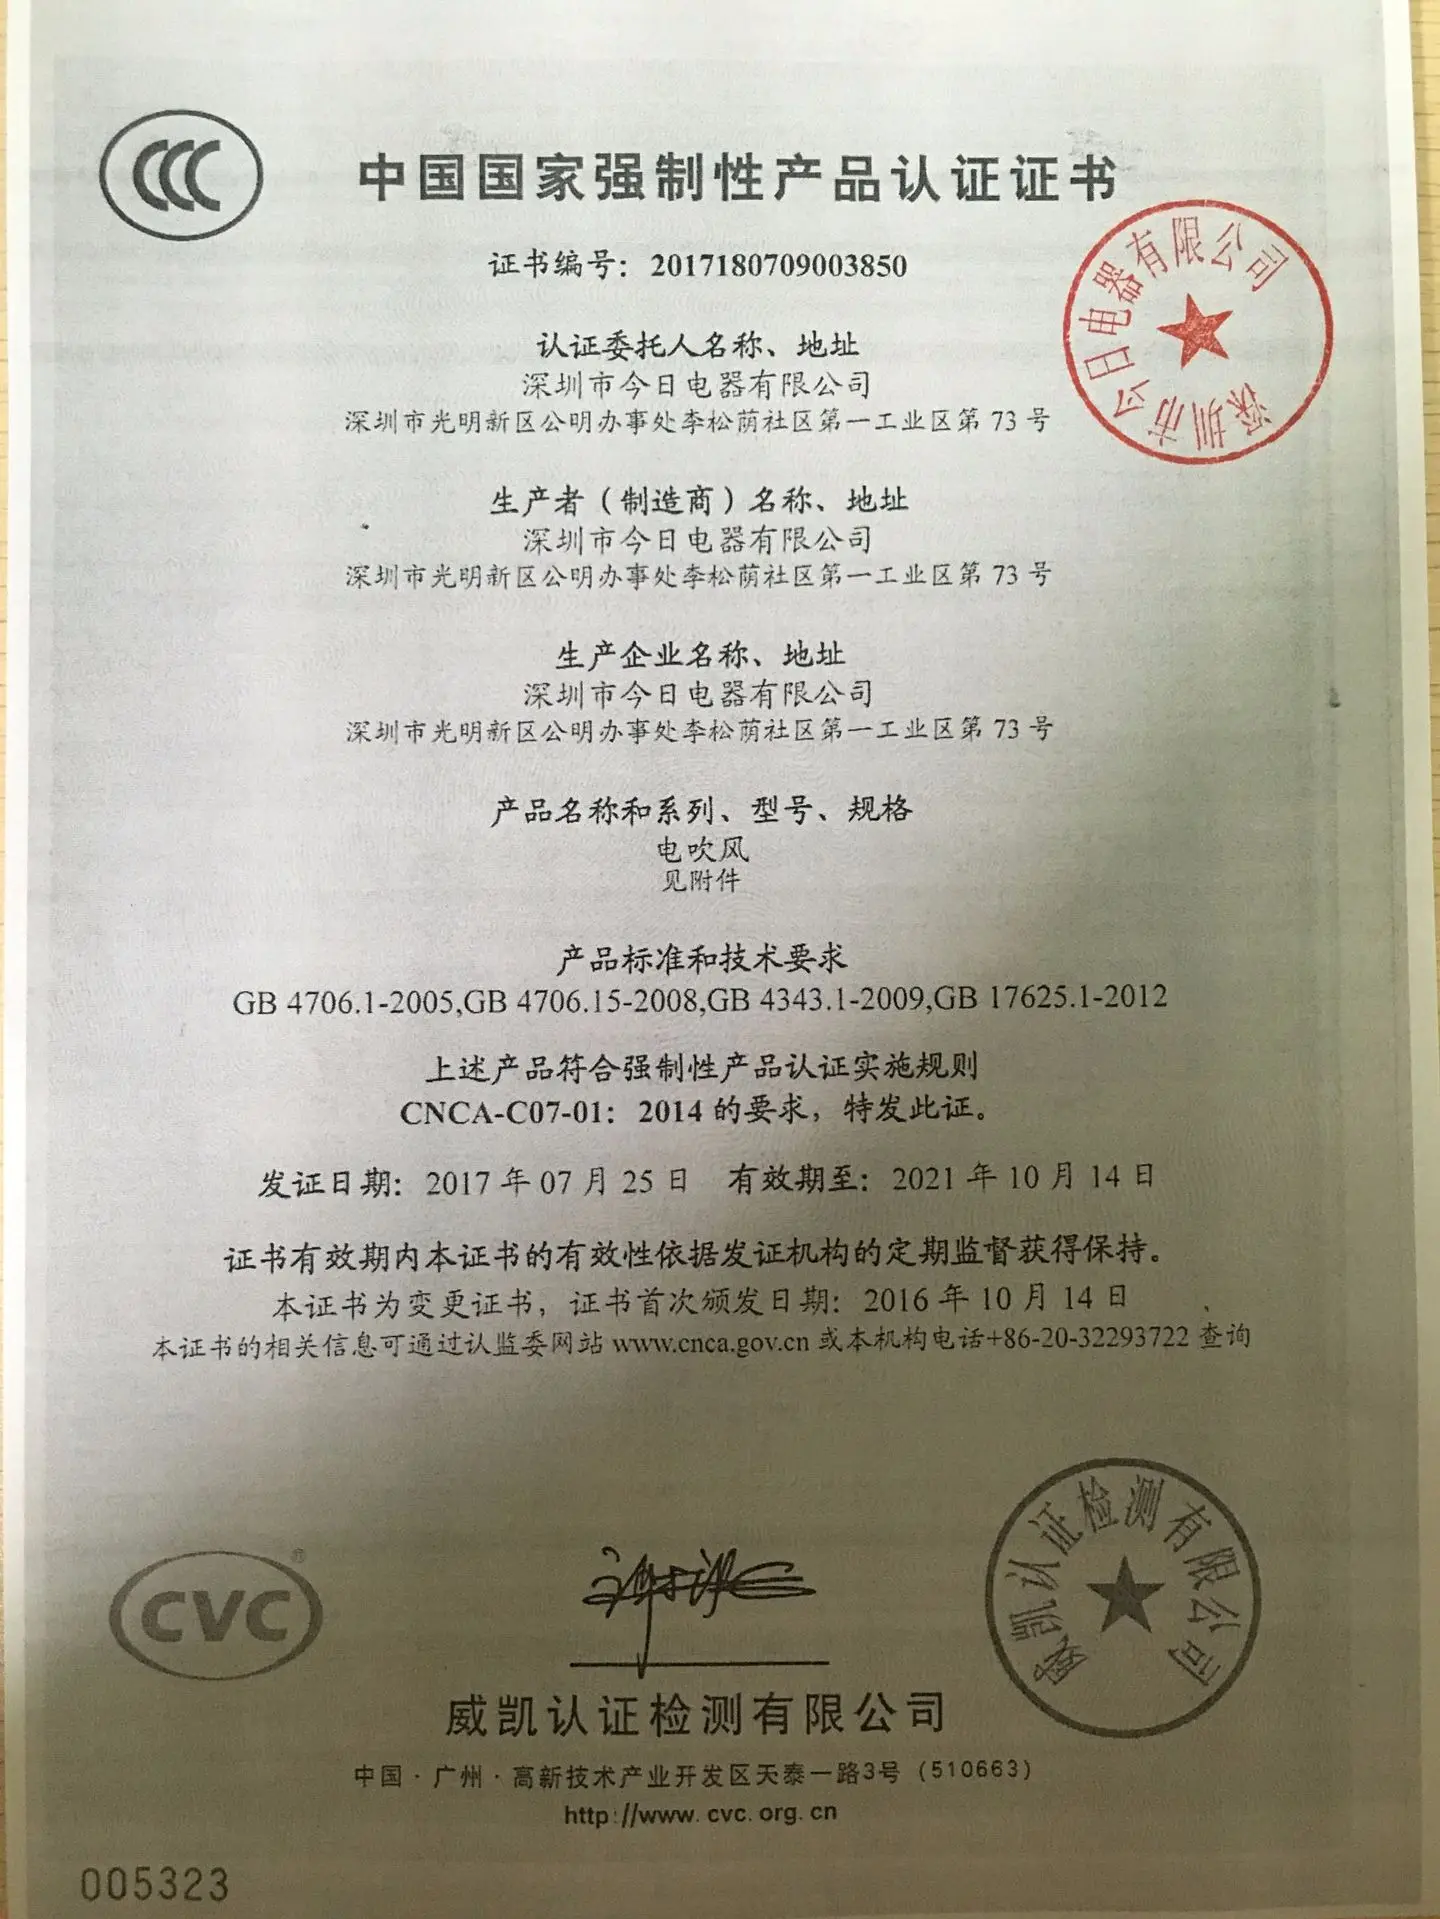 CCC
中国国家强制性产品认证证书
证书编号：2017180709003850
深圳市今日电器有限公司
认证委托人名称、地址
深圳市今日电器有限公司
深圳市光明新区公明办事处李松蓢社区第一工业区第 73 号
生产者（制造商）名称、地址
深圳市今日电器有限公司
深圳市光明新区公明办事处李松蓢社区第一工业区第 73 号
生产企业名称、地址
深圳市今日电器有限公司
深圳市光明新区公明办事处李松蓢社区第一工业区第 73 号
产品名称和系列、型号、规格
电吹风
见附件
产品标准和技术要求
GB 4706.1-2005,GB 4706.15-2008,GB 4343.1-2009,GB 17625.1-2012
上述产品符合强制性产品认证实施规则
CNCA-C07-01：2014 的要求，特发此证。
发证日期：2017 年 07 月 25 日 有效期至：2021 年 10 月 14 日
证书有效期内本证书的有效性依据发证机构的定期监督获得保持。
本证书为变更证书，证书首次颁发日期：2016 年 10 月 14 日
本证书的相关信息可通过认监委网站 www.cnca.gov.cn 或本机构电话+86-20-32293722 查询
CVC®
威凯认证检测有限公司
威凯认证检测有限公司
中国·广州·高新技术产业开发区天泰一路3号（510663）
http://www.cvc.org.cn
005323